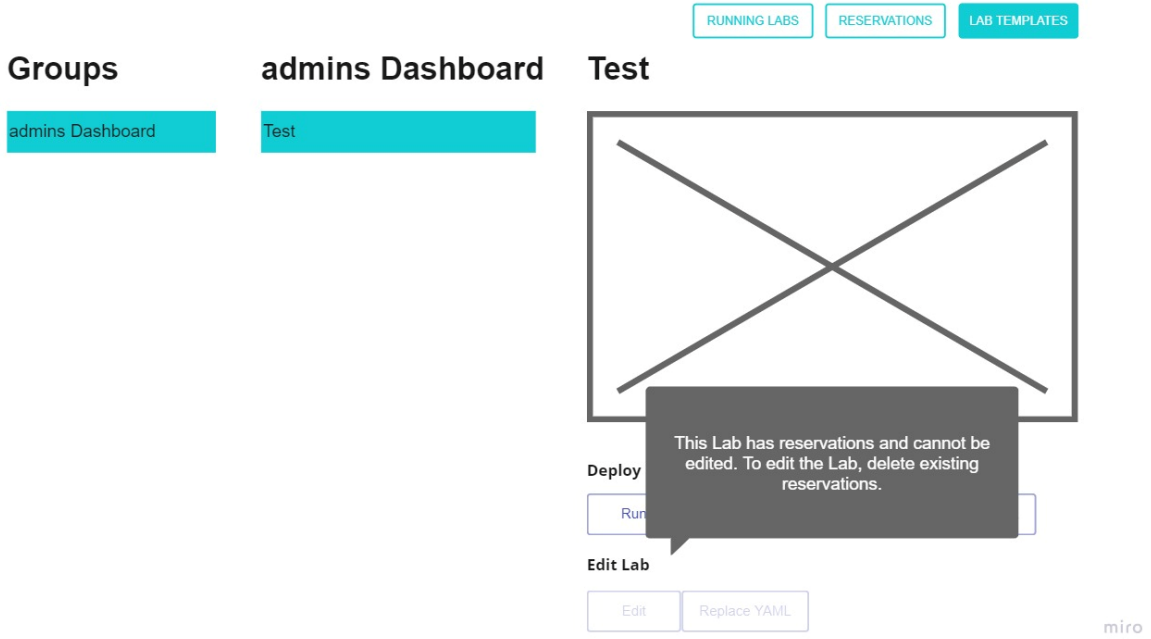 RUNNING LABS
RESERVATIONS
LAB TEMPLATES
Groups
admins Dashboard
Test
admins Dashboard
Test
This Lab has reservations and cannot be
edited. To edit the Lab, delete existing
reservations.
Deploy
Edit Lab
Edit
Replace YAML
miro